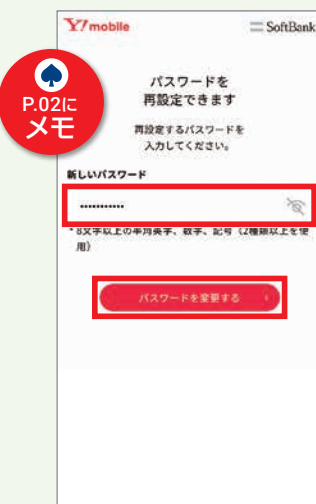 Y!mobile
SoftBank
P.02に
メモ
パスワードを
再設定できます
再設定するパスワードを
入力してください。
新しいパスワード
•••••••••••
* 8文字以上の半角英字、数字、記号(2種類以上を使
用)
パスワードを変更する